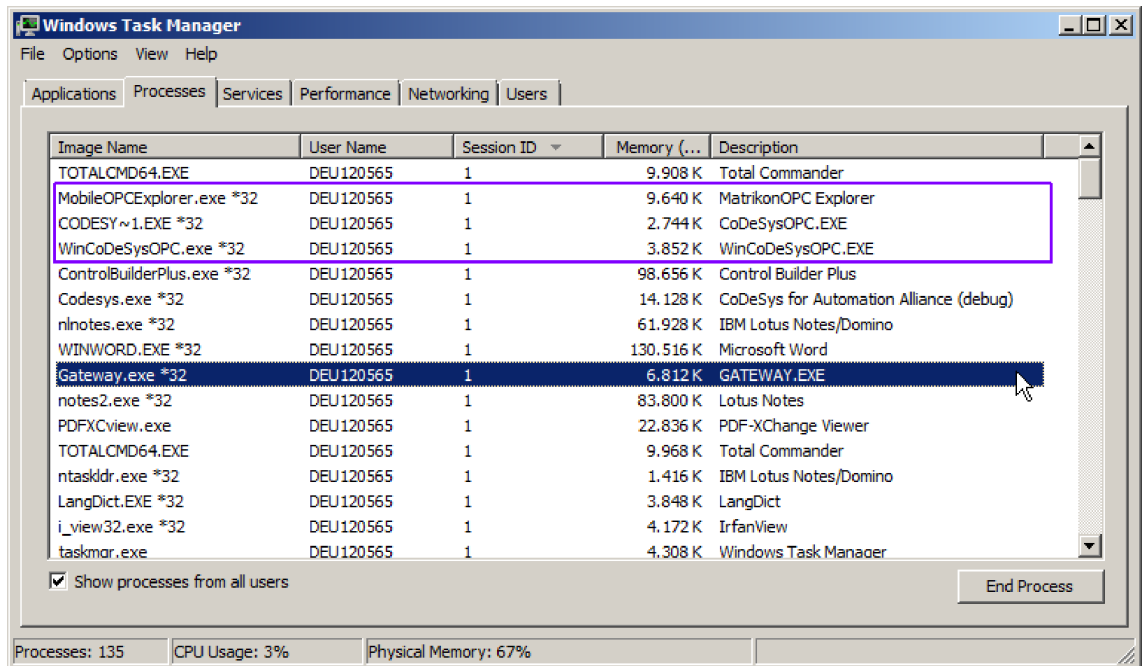 Windows Task Manager
File Options View Help
Applications Processes Services Performance Networking Users
Image Name User Name Session ID Memory (... Description
TOTALCMD64.EXE DEU120565 1 9.908 K Total Commander
MobileOPCExplorer.exe *32 DEU120565 1 9.640 K MatrikonOPC Explorer
CODESY~1.EXE *32 DEU120565 1 2.744 K CoDeSysOPC.EXE
WinCoDeSysOPC.exe *32 DEU120565 1 3.852 K WinCoDeSysOPC.EXE
ControlBuilderPlus.exe *32 DEU120565 1 98.656 K Control Builder Plus
Codesys.exe *32 DEU120565 1 14.128 K CoDeSys for Automation Alliance (debug)
nlnotes.exe *32 DEU120565 1 61.928 K IBM Lotus Notes/Domino
WINWORD.EXE *32 DEU120565 1 130.516 K Microsoft Word
Gateway.exe *32 DEU120565 1 6.812 K GATEWAY.EXE
notes2.exe *32 DEU120565 1 83.800 K Lotus Notes
PDFXCview.exe DEU120565 1 22.836 K PDF-XChange Viewer
TOTALCMD64.EXE DEU120565 1 9.968 K Total Commander
ntaskldr.exe *32 DEU120565 1 1.416 K IBM Lotus Notes/Domino
LangDict.EXE *32 DEU120565 1 3.848 K LangDict
i_view32.exe *32 DEU120565 1 4.172 K IrfanView
taskmgr.exe DEU120565 1 4.308 K Windows Task Manager
Show processes from all users
End Process
Processes: 135 CPU Usage: 3% Physical Memory: 67%